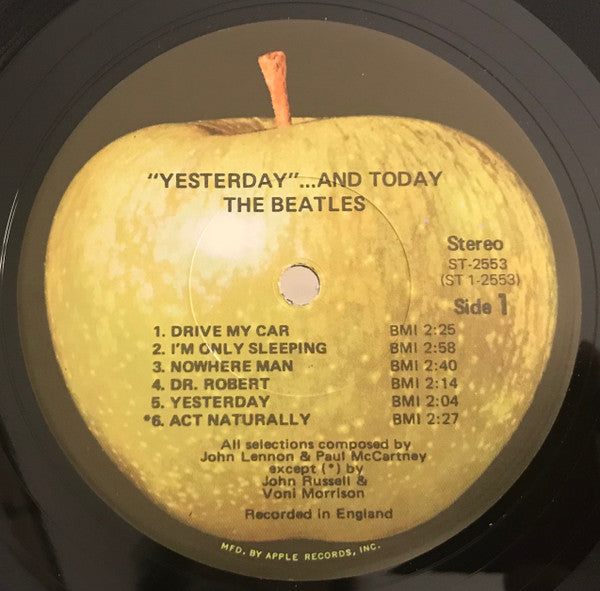 "YESTERDAY"...AND TODAY
THE BEATLES
Stereo
ST-2553
(ST 1-2553)
Side 1
1. DRIVE MY CAR BMI 2:25
2. I'M ONLY SLEEPING BMI 2:58
3. NOWHERE MAN BMI 2:40
4. DR. ROBERT BMI 2:14
5. YESTERDAY BMI 2:04
*6. ACT NATURALLY BMI 2:27
All selections composed by
John Lennon & Paul McCartney
except (*) by
John Russell &
Voni Morrison
Recorded in England
MFD. BY APPLE RECORDS, INC.